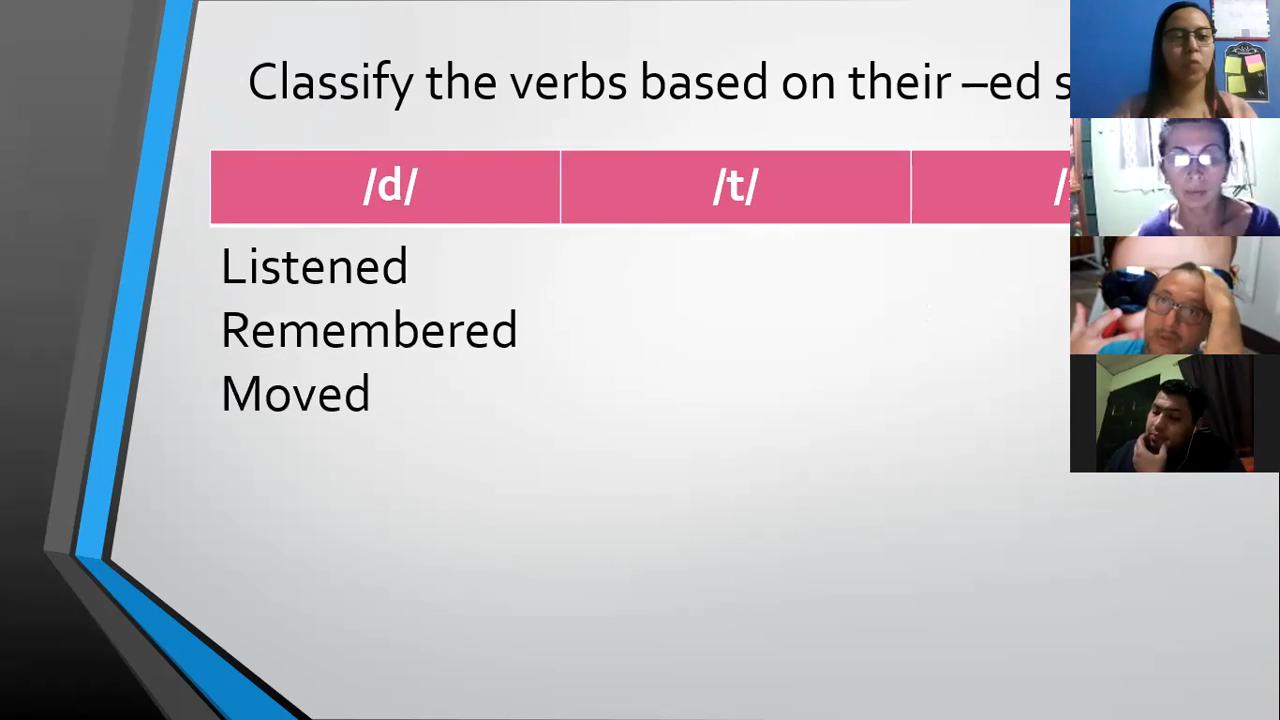 Classify the verbs based on their –ed s
/d/ /t/ /
Listened
Remembered
Moved